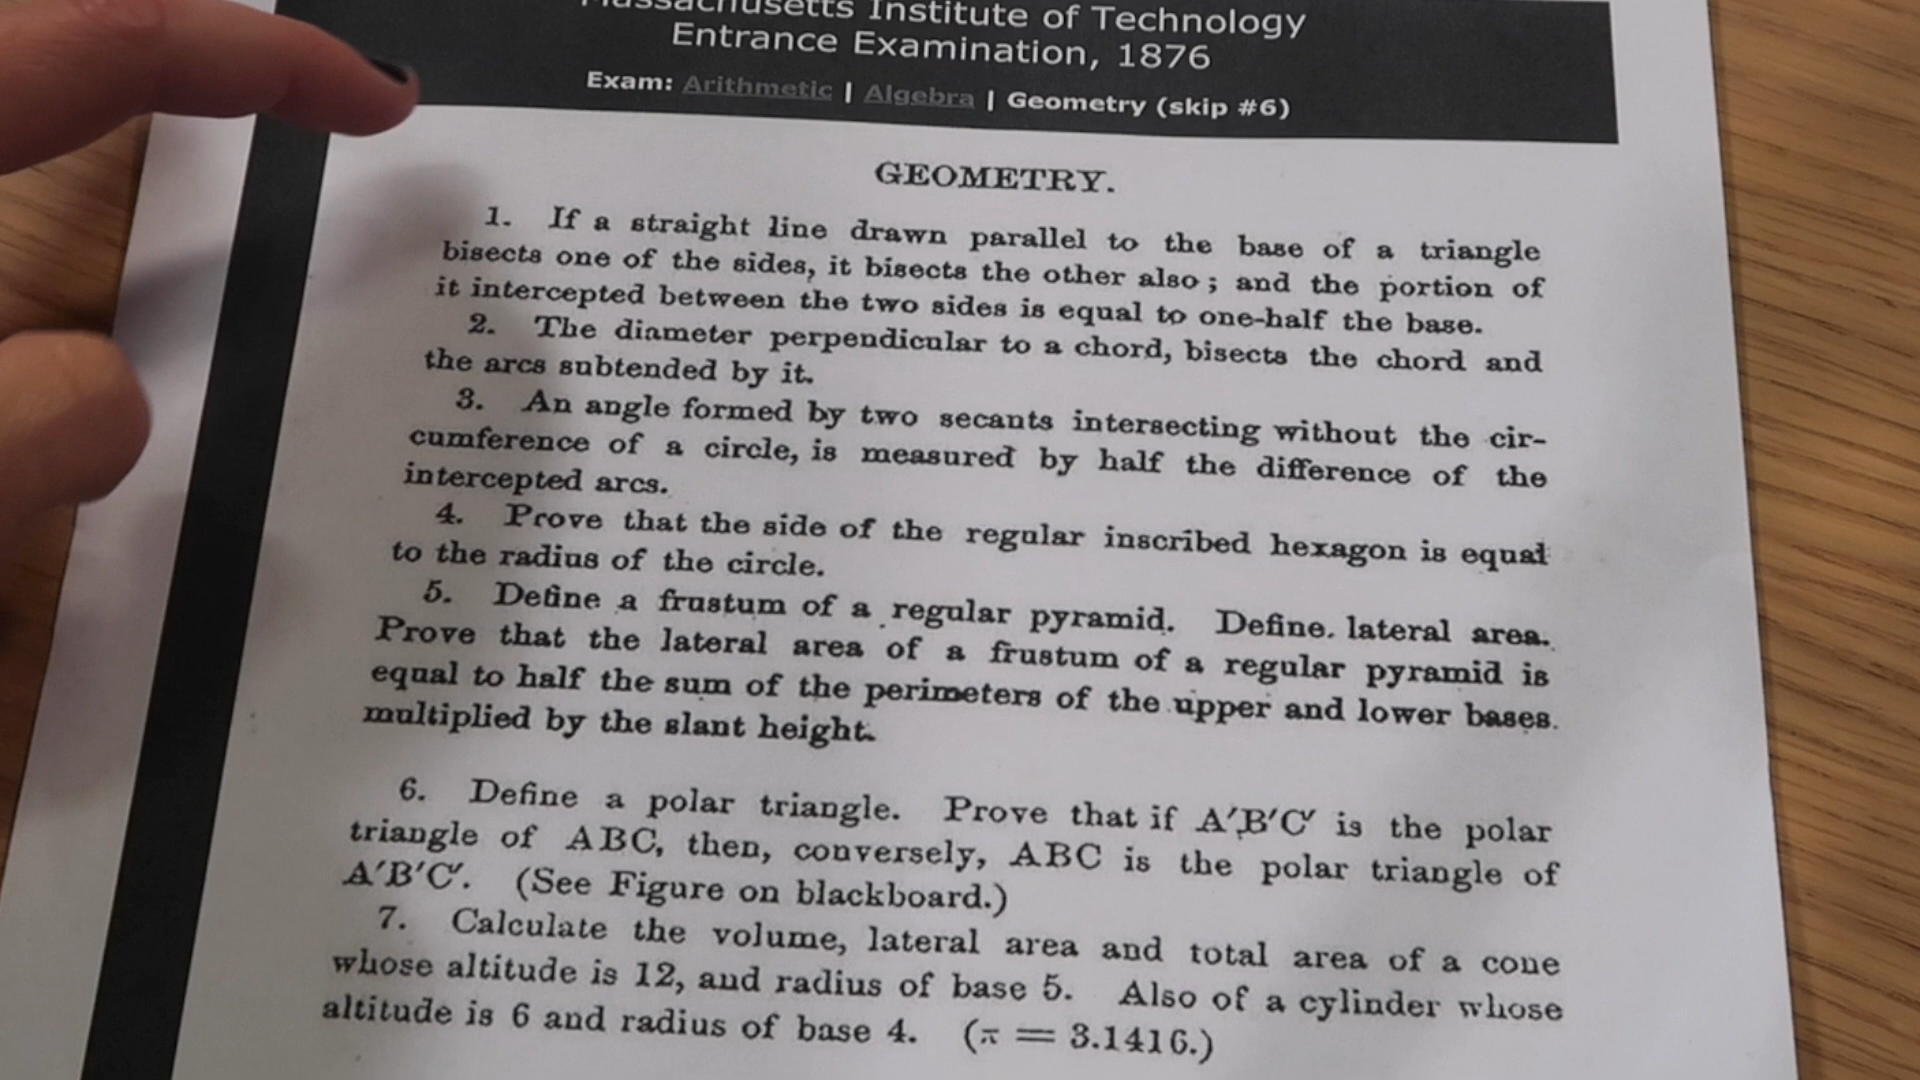 Massachusetts Institute of Technology
Entrance Examination, 1876
Exam: Arithmetic | Algebra | Geometry (skip #6)
GEOMETRY.
1. If a straight line drawn parallel to the base of a triangle
bisects one of the sides, it bisects the other also; and the portion of
it intercepted between the two sides is equal to one-half the base.
2. The diameter perpendicular to a chord, bisects the chord and
the arcs subtended by it.
3. An angle formed by two secants intersecting without the cir-
cumference of a circle, is measured by half the difference of the
intercepted arcs.
4. Prove that the side of the regular inscribed hexagon is equal
to the radius of the circle.
5. Define a frustum of a regular pyramid. Define. lateral area.
Prove that the lateral area of a frustum of a regular pyramid is
equal to half the sum of the perimeters of the upper and lower bases.
multiplied by the slant height.
6. Define a polar triangle. Prove that if A′B′C′ is the polar
triangle of ABC, then, conversely, ABC is the polar triangle of
A′B′C′. (See Figure on blackboard.)
7. Calculate the volume, lateral area and total area of a cone
whose altitude is 12, and radius of base 5. Also of a cylinder whose
altitude is 6 and radius of base 4. (π = 3.1416.)